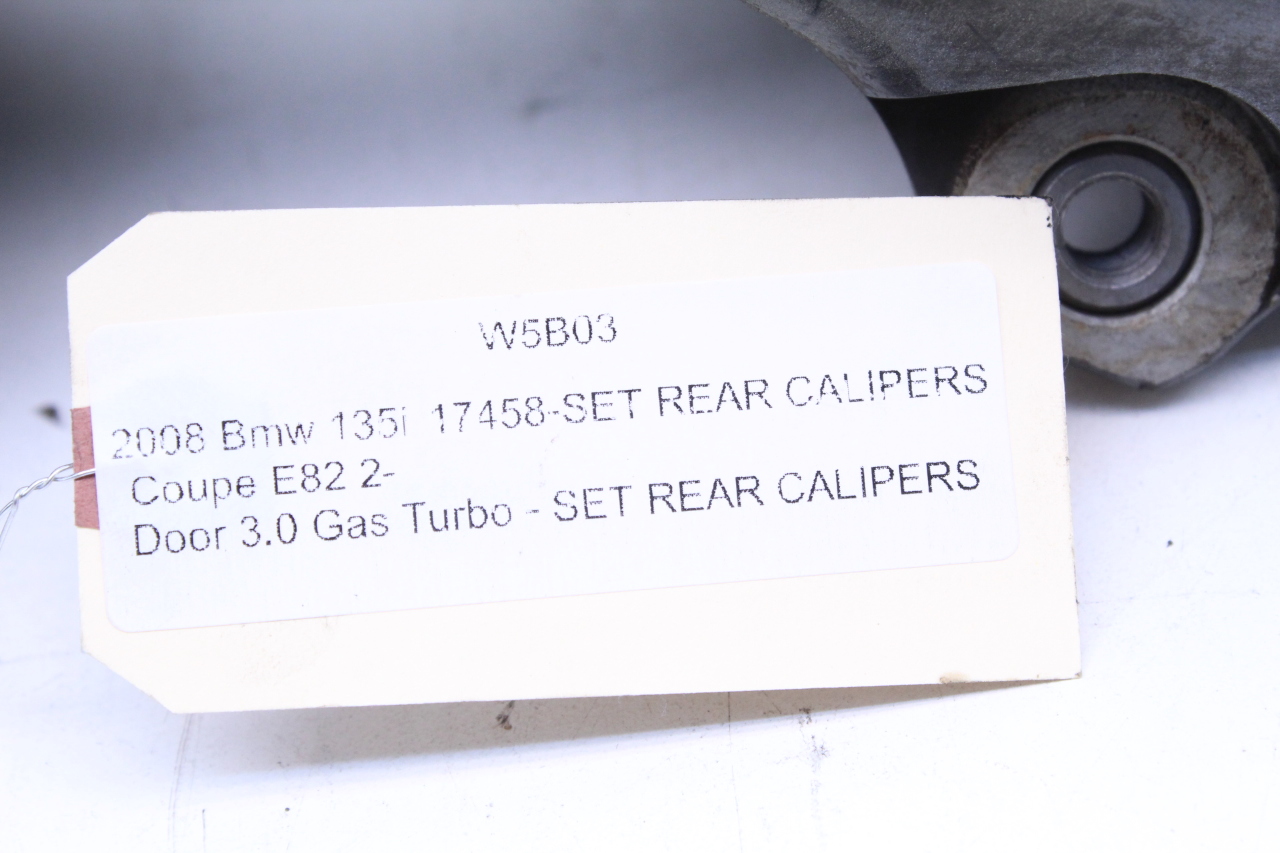 W5B03
2008 Bmw 135i 17458-SET REAR CALIPERS
Coupe E82 2-
Door 3.0 Gas Turbo - SET REAR CALIPERS